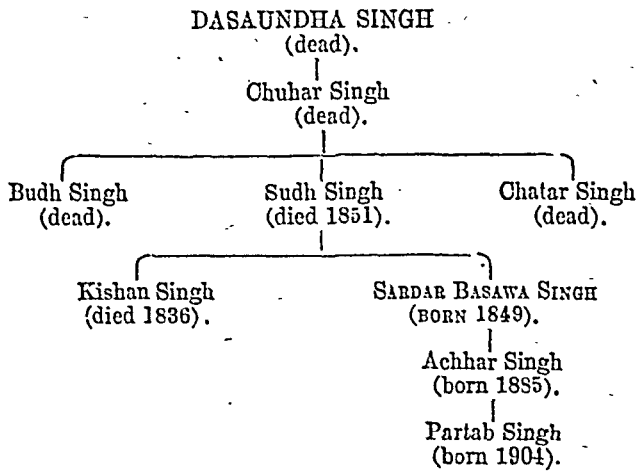 DASAUNDHA SINGH
(dead).
Chuhar Singh
(dead).
Budh Singh
(dead).
Sudh Singh
(died 1851).
Chatar Singh
(dead).
Kishan Singh
(died 1836).
SARDAR BASAWA SINGH
(BORN 1849).
Achhar Singh
(born 1885).
Partab Singh
(born 1904).